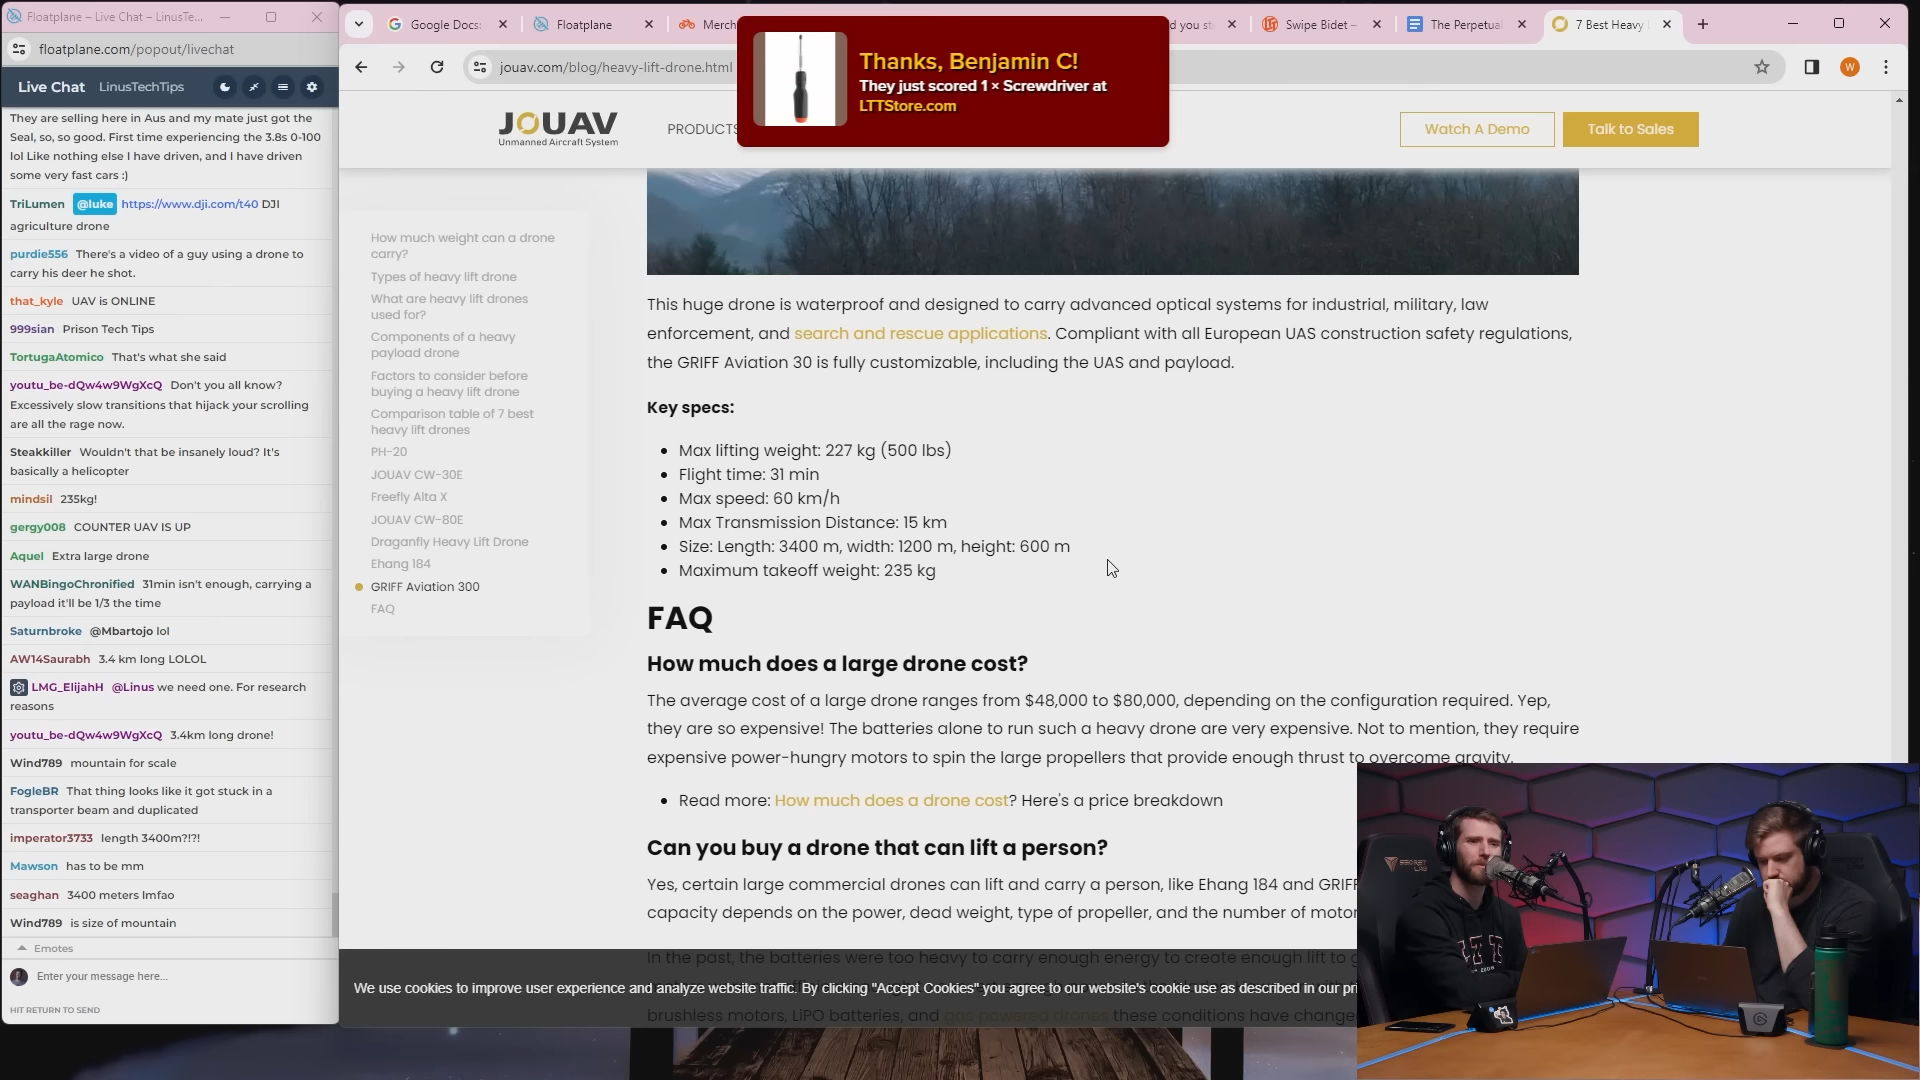 Floatplane – Live Chat – LinusTe...
floatplane.com/popout/livechat
Live Chat LinusTechTips
They are selling here in Aus and my mate just got the
Seal, so, so good. First time experiencing the 3.8s 0-100
lol Like nothing else I have driven, and I have driven
some very fast cars :)
TriLumen @luke https://www.dji.com/t40 DJI
agriculture drone
purdie556 There's a video of a guy using a drone to
carry his deer he shot.
that_kyle UAV is ONLINE
999sian Prison Tech Tips
TortugaAtomico That's what she said
youtu_be-dQw4w9WgXcQ Don't you all know?
Excessively slow transitions that hijack your scrolling
are all the rage now.
Steakkiller Wouldn't that be insanely loud? It's
basically a helicopter
mindsil 235kg!
gergy008 COUNTER UAV IS UP
Aquel Extra large drone
WANBingoChronified 31min isn't enough, carrying a
payload it'll be 1/3 the time
Saturnbroke @Mbartojo lol
AW14Saurabh 3.4 km long LOLOL
LMG_ElijahH @Linus we need one. For research
reasons
youtu_be-dQw4w9WgXcQ 3.4km long drone!
Wind789 mountain for scale
FogleBR That thing looks like it got stuck in a
transporter beam and duplicated
imperator3733 length 3400m?!?!
Mawson has to be mm
seaghan 3400 meters lmfao
Wind789 is size of mountain
Emotes
Enter your message here...
HIT RETURN TO SEND
Google Docs:
Floatplane
Merch
d you st
Swipe Bidet –
The Perpetua
7 Best Heavy
jouav.com/blog/heavy-lift-drone.html
W
Thanks, Benjamin C!
They just scored 1 × Screwdriver at
LTTStore.com
JOUAV
Unmanned Aircraft System
PRODUCTS
Watch A Demo
Talk to Sales
How much weight can a drone
carry?
Types of heavy lift drone
What are heavy lift drones
used for?
Components of a heavy
payload drone
Factors to consider before
buying a heavy lift drone
Comparison table of 7 best
heavy lift drones
PH-20
JOUAV CW-30E
Freefly Alta X
JOUAV CW-80E
Draganfly Heavy Lift Drone
Ehang 184
GRIFF Aviation 300
FAQ
This huge drone is waterproof and designed to carry advanced optical systems for industrial, military, law
enforcement, and search and rescue applications. Compliant with all European UAS construction safety regulations,
the GRIFF Aviation 30 is fully customizable, including the UAS and payload.
Key specs:
Max lifting weight: 227 kg (500 lbs)
Flight time: 31 min
Max speed: 60 km/h
Max Transmission Distance: 15 km
Size: Length: 3400 m, width: 1200 m, height: 600 m
Maximum takeoff weight: 235 kg
FAQ
How much does a large drone cost?
The average cost of a large drone ranges from $48,000 to $80,000, depending on the configuration required. Yep,
they are so expensive! The batteries alone to run such a heavy drone are very expensive. Not to mention, they require
expensive power-hungry motors to spin the large propellers that provide enough thrust to overcome gravity.
Read more: How much does a drone cost? Here's a price breakdown
Can you buy a drone that can lift a person?
Yes, certain large commercial drones can lift and carry a person, like Ehang 184 and GRIFF
capacity depends on the power, dead weight, type of propeller, and the number of motor
In the past, the batteries were too heavy to carry enough energy to create enough lift to g
We use cookies to improve user experience and analyze website traffic. By clicking "Accept Cookies" you agree to our website's cookie use as described in our pri
brushless motors, LiPO batteries, and gas powered drones these conditions have change
SECRET
LAB
LTT